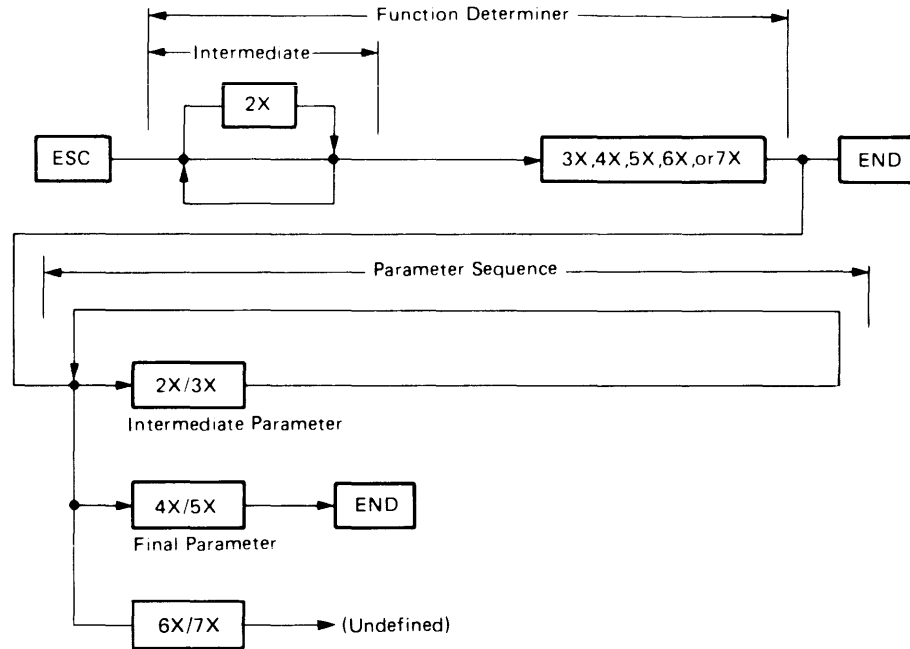 Function Determiner
Intermediate
2X
ESC
3X,4X,5X,6X,or7X
END
Parameter Sequence
2X/3X
Intermediate Parameter
4X/5X
END
Final Parameter
6X/7X
(Undefined)